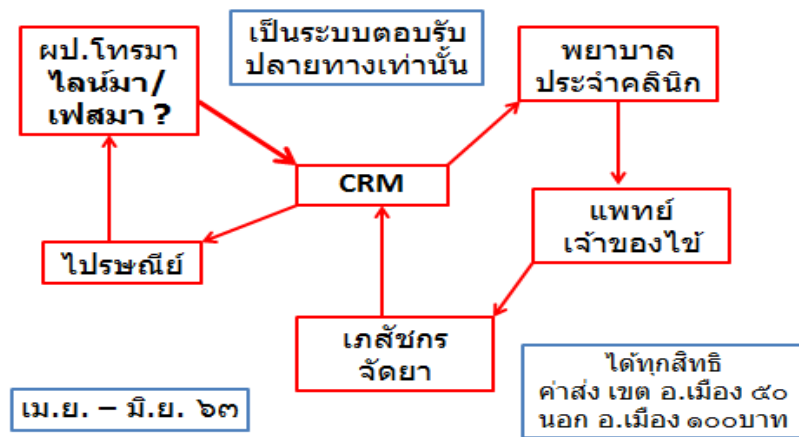 ผป.โทรมา
ไลน์มา/
เฟสมา ?
เป็นระบบตอบรับ
ปลายทางเท่านั้น
พยาบาล
ประจำคลินิก
CRM
แพทย์
เจ้าของไข้
ไปรษณีย์
เภสัชกร
จัดยา
ได้ทุกสิทธิ
ค่าส่ง เขต อ.เมือง ๕๐
นอก อ.เมือง ๑๐๐บาท
เม.ย. – มิ.ย. ๖๓